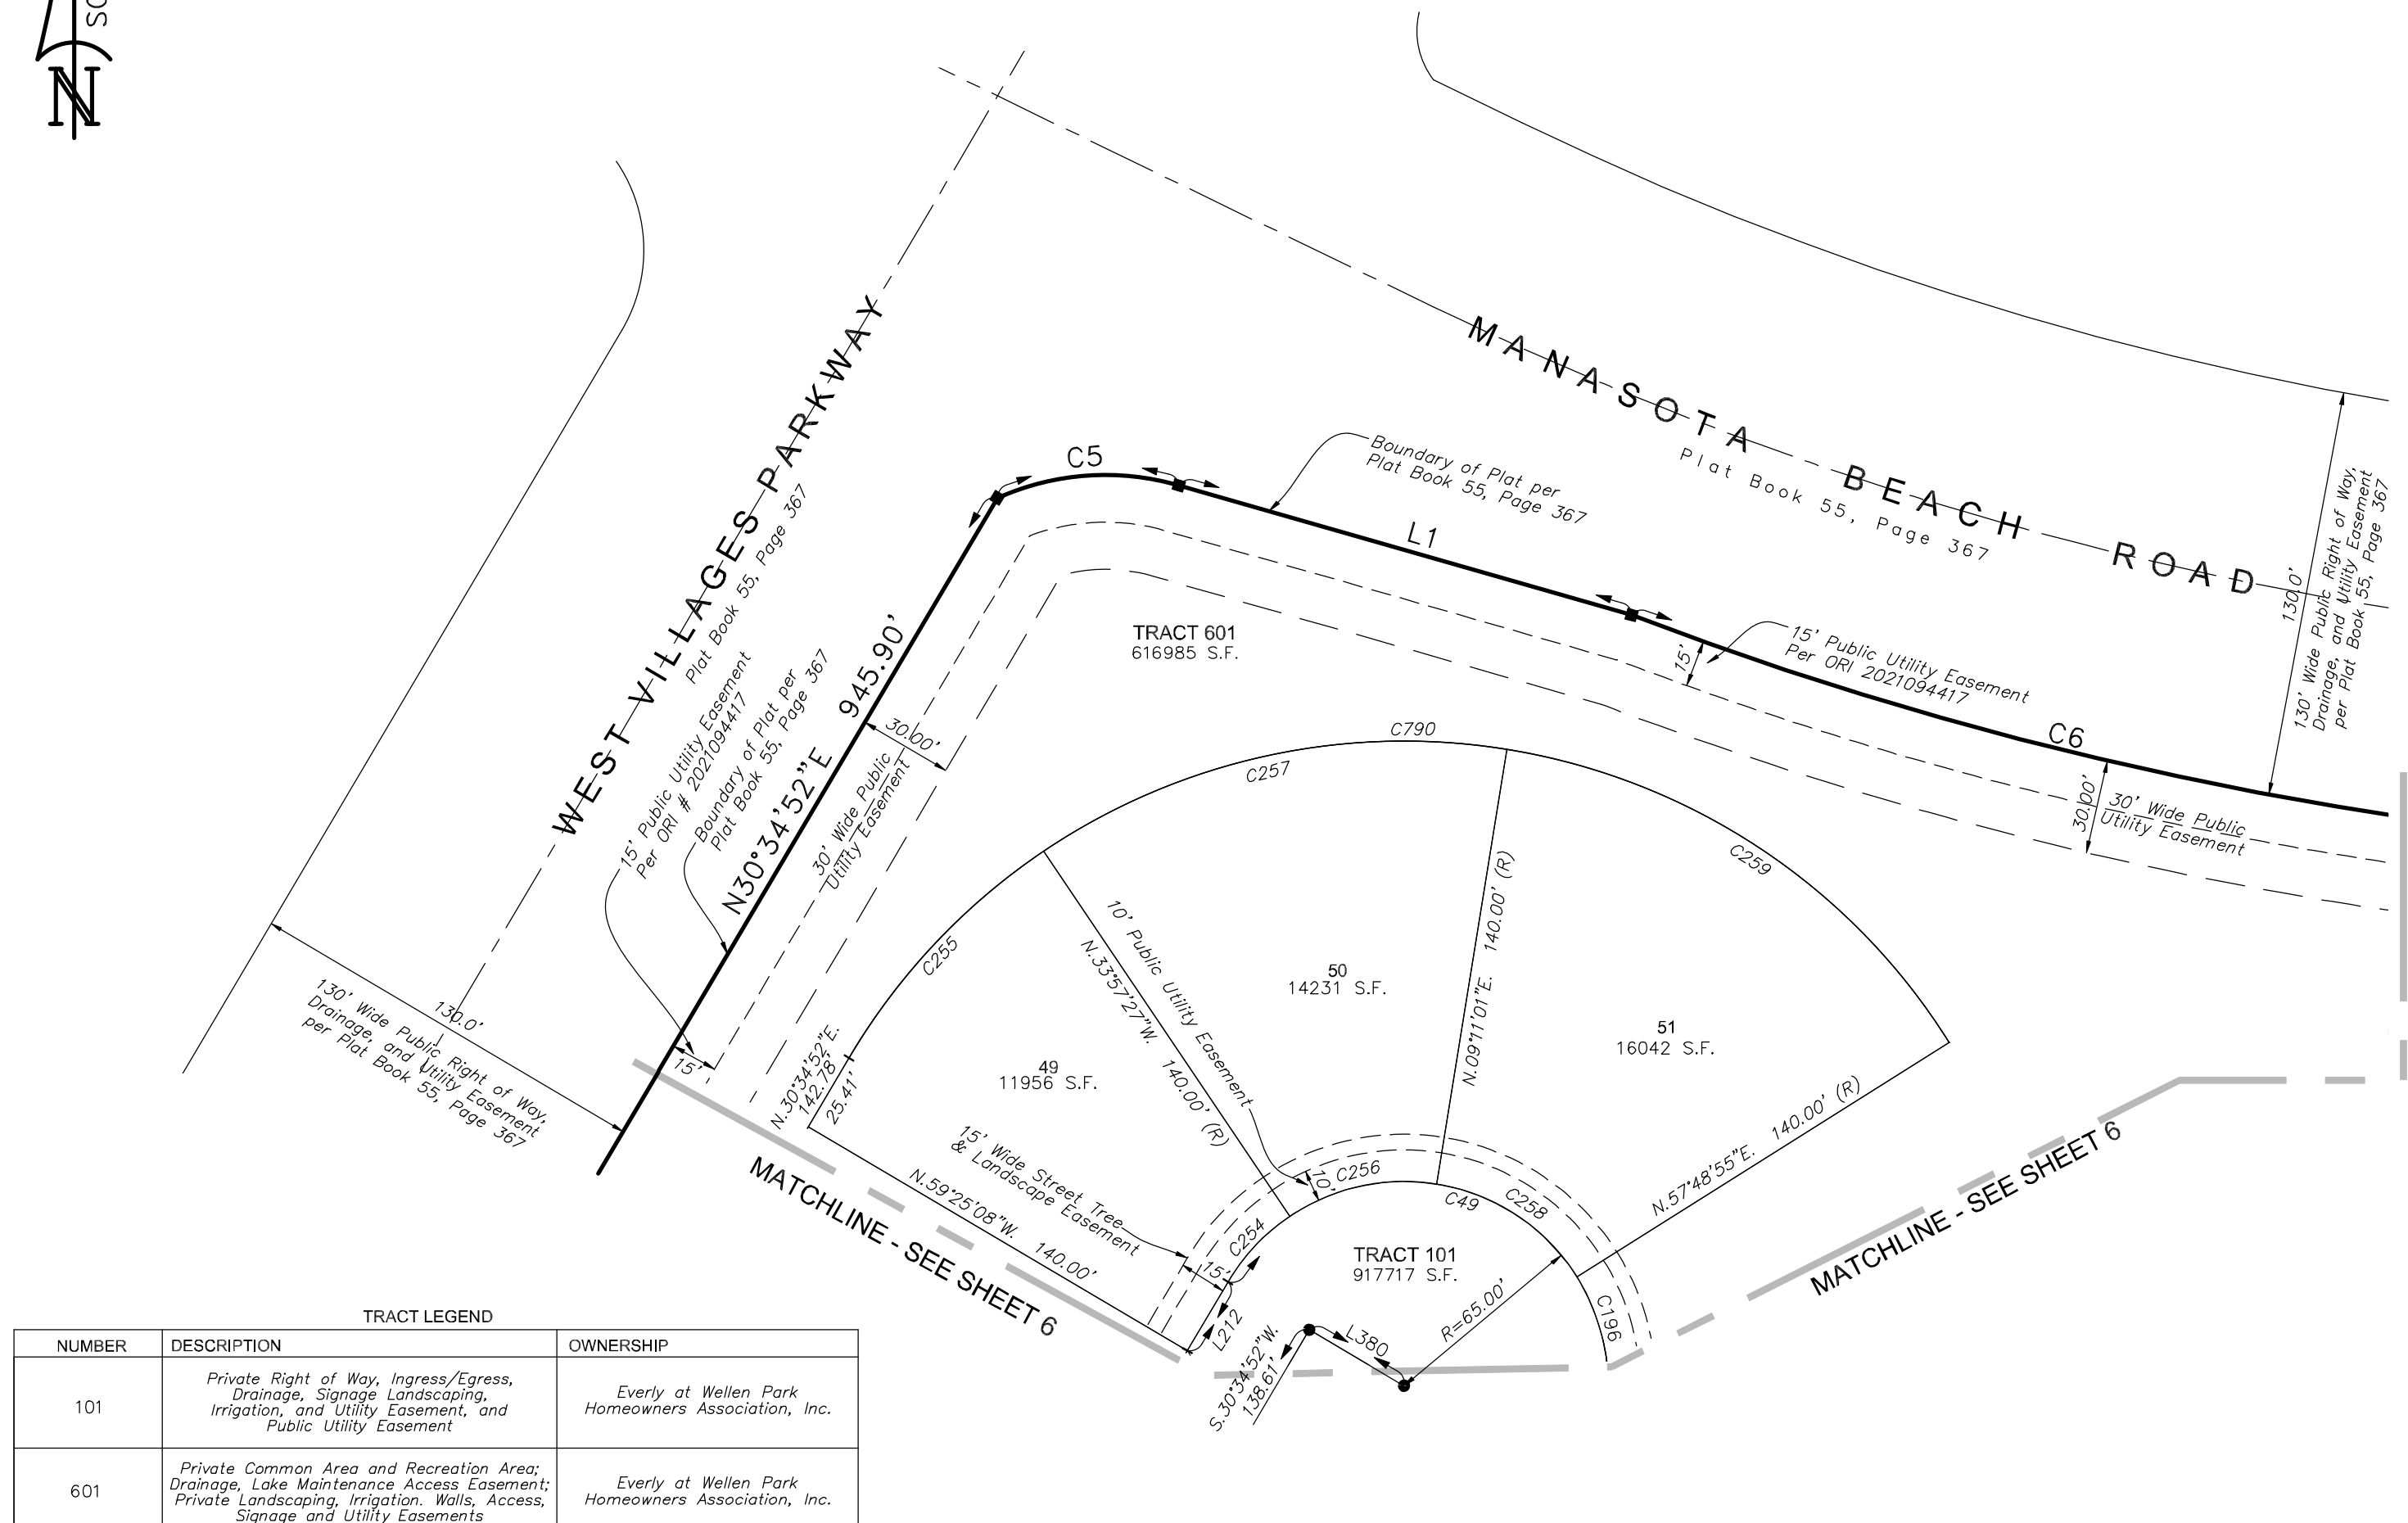 SC
N
WEST VILLAGES PARKWAY
Plat Book 55, Page 367
MANASOTA BEACH ROAD
Plat Book 55, Page 367
130.0'
130' Wide Public Right of Way,
Drainage, and Utility Easement
per Plat Book 55, Page 367
C5
Boundary of Plat per
Plat Book 55, Page 367
L1
15' Public Utility Easement
Per ORI 2021094417
15'
C6
30.00'
30' Wide Public
Utility Easement
TRACT 601
616985 S.F.
N30°34'52"E 945.90'
30.00'
30' Wide Public
Utility Easement
15' Public Utility Easement
Per ORI # 2021094417
Boundary of Plat per
Plat Book 55, Page 367
130.0'
130' Wide Public Right of Way,
Drainage, and Utility Easement
per Plat Book 55, Page 367
15'
C790
C257
C259
C255
10' Public Utility Easement
N.33°57'27"W. 140.00' (R)
N.09°11'01"E. 140.00' (R)
50
14231 S.F.
51
16042 S.F.
49
11956 S.F.
N.30°34'52"E.
142.78'
25.41'
N.57°48'55"E. 140.00' (R)
15' Wide Street Tree
& Landscape Easement
N.59°25'08"W. 140.00'
MATCHLINE - SEE SHEET 6
MATCHLINE - SEE SHEET 6
10'
C256
C49
C258
C254
15'
TRACT 101
917717 S.F.
R=65.00'
C196
L212
L380
S.30°34'52"W.
138.61'
TRACT LEGEND
NUMBER DESCRIPTION OWNERSHIP
101
Private Right of Way, Ingress/Egress,
Drainage, Signage Landscaping,
Irrigation, and Utility Easement, and
Public Utility Easement
Everly at Wellen Park
Homeowners Association, Inc.
601
Private Common Area and Recreation Area;
Drainage, Lake Maintenance Access Easement;
Private Landscaping, Irrigation. Walls, Access,
Signage and Utility Easements
Everly at Wellen Park
Homeowners Association, Inc.